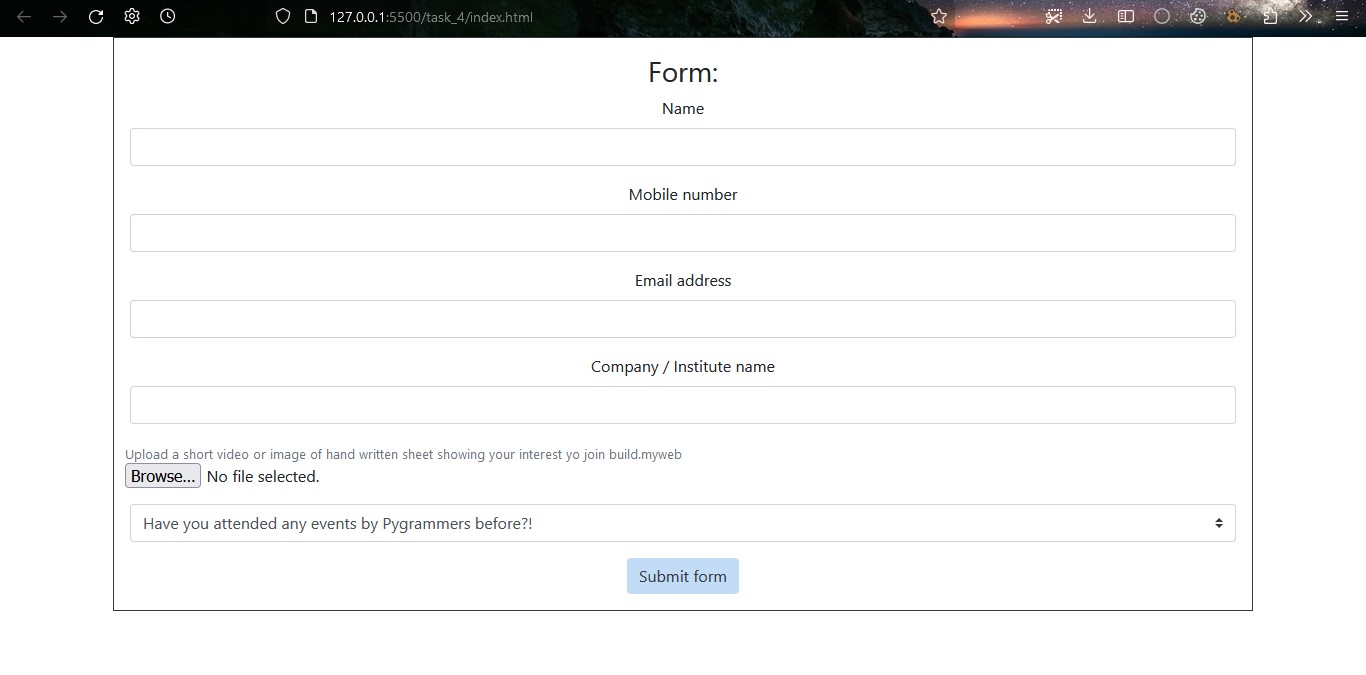 127.0.0.1:5500/task_4/index.html
Form:
Name
Mobile number
Email address
Company / Institute name
Upload a short video or image of hand written sheet showing your interest yo join build.myweb
Browse... No file selected.
Have you attended any events by Pygrammers before?!
Submit form